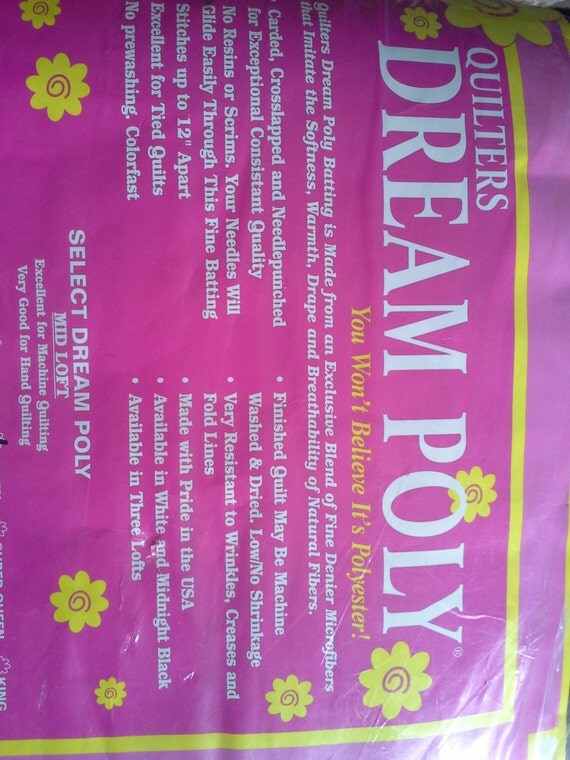 QUILTERS
DREAM POLY®
You Won't Believe It's Polyester!
Quilters Dream Poly Batting is Made from an Exclusive Blend of Fine Denier Microfibers
that Imitate the Softness, Warmth, Drape and Breathability of Natural Fibers.
• Carded, Crosslapped and Needlepunched
for Exceptional Consistant Quality
No Resins or Scrims, Your Needles Will
Glide Easily Through This Fine Batting
Stitches up to 12" Apart
Excellent for Tied Quilts
No prewashing, Colorfast
• Finished Quilt May Be Machine
Washed & Dried, Low/No Shrinkage
• Very Resistant to Wrinkles, Creases and
Fold Lines
• Made with Pride in the USA
• Available in White and Midnight Black
• Available in Three Lofts
SELECT DREAM POLY
MID LOFT
Excellent for Machine Quilting
Very Good for Hand Quilting
SUPER QUEEN
KING